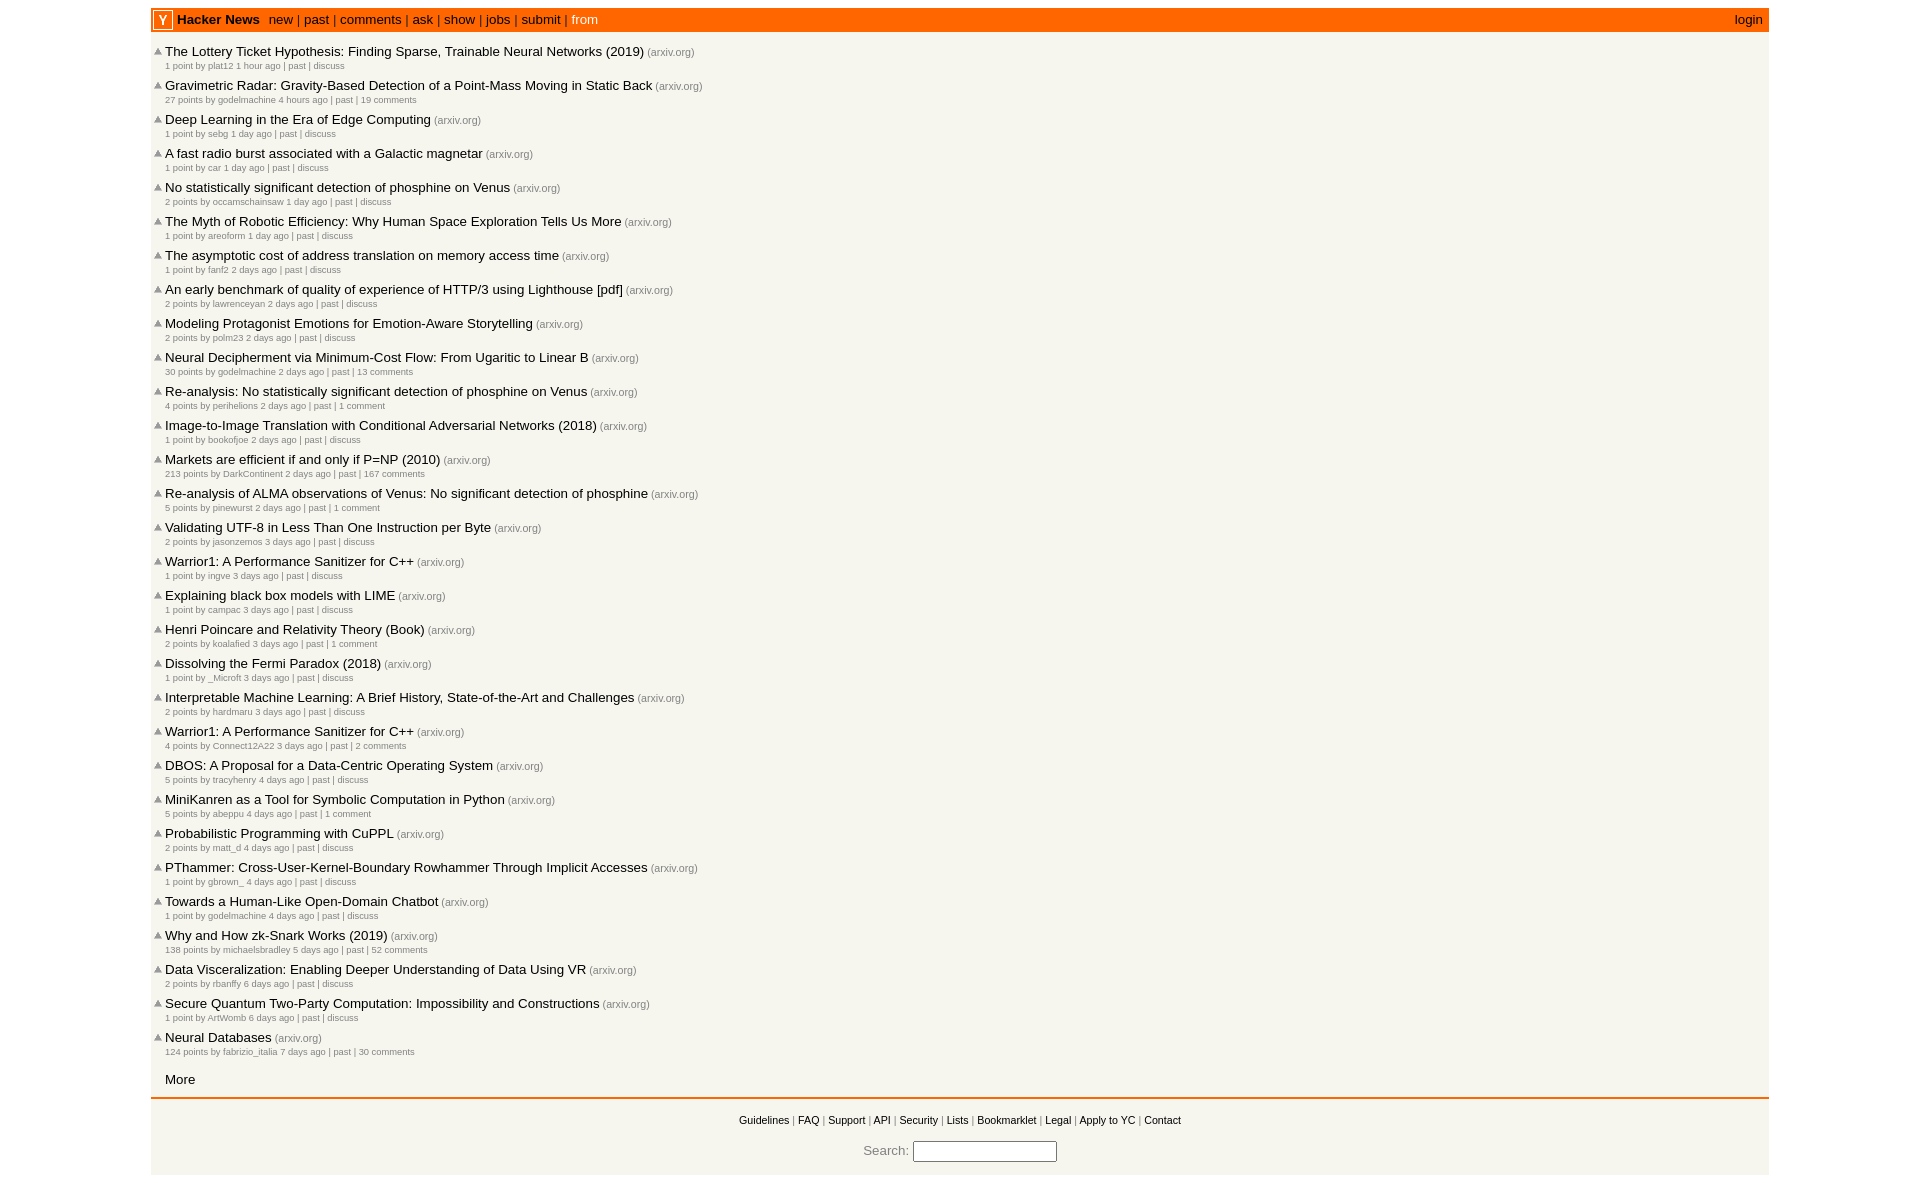 Y Hacker News new | past | comments | ask | show | jobs | submit | from login
The Lottery Ticket Hypothesis: Finding Sparse, Trainable Neural Networks (2019) (arxiv.org)
1 point by plat12 1 hour ago | past | discuss
Gravimetric Radar: Gravity-Based Detection of a Point-Mass Moving in Static Back (arxiv.org)
27 points by godelmachine 4 hours ago | past | 19 comments
Deep Learning in the Era of Edge Computing (arxiv.org)
1 point by sebg 1 day ago | past | discuss
A fast radio burst associated with a Galactic magnetar (arxiv.org)
1 point by car 1 day ago | past | discuss
No statistically significant detection of phosphine on Venus (arxiv.org)
2 points by occamschainsaw 1 day ago | past | discuss
The Myth of Robotic Efficiency: Why Human Space Exploration Tells Us More (arxiv.org)
1 point by areoform 1 day ago | past | discuss
The asymptotic cost of address translation on memory access time (arxiv.org)
1 point by fanf2 2 days ago | past | discuss
An early benchmark of quality of experience of HTTP/3 using Lighthouse [pdf] (arxiv.org)
2 points by lawrenceyan 2 days ago | past | discuss
Modeling Protagonist Emotions for Emotion-Aware Storytelling (arxiv.org)
2 points by polm23 2 days ago | past | discuss
Neural Decipherment via Minimum-Cost Flow: From Ugaritic to Linear B (arxiv.org)
30 points by godelmachine 2 days ago | past | 13 comments
Re-analysis: No statistically significant detection of phosphine on Venus (arxiv.org)
4 points by perihelions 2 days ago | past | 1 comment
Image-to-Image Translation with Conditional Adversarial Networks (2018) (arxiv.org)
1 point by bookofjoe 2 days ago | past | discuss
Markets are efficient if and only if P=NP (2010) (arxiv.org)
213 points by DarkContinent 2 days ago | past | 167 comments
Re-analysis of ALMA observations of Venus: No significant detection of phosphine (arxiv.org)
5 points by pinewurst 2 days ago | past | 1 comment
Validating UTF-8 in Less Than One Instruction per Byte (arxiv.org)
2 points by jasonzemos 3 days ago | past | discuss
Warrior1: A Performance Sanitizer for C++ (arxiv.org)
1 point by ingve 3 days ago | past | discuss
Explaining black box models with LIME (arxiv.org)
1 point by campac 3 days ago | past | discuss
Henri Poincare and Relativity Theory (Book) (arxiv.org)
2 points by koalafied 3 days ago | past | 1 comment
Dissolving the Fermi Paradox (2018) (arxiv.org)
1 point by _Microft 3 days ago | past | discuss
Interpretable Machine Learning: A Brief History, State-of-the-Art and Challenges (arxiv.org)
2 points by hardmaru 3 days ago | past | discuss
Warrior1: A Performance Sanitizer for C++ (arxiv.org)
4 points by Connect12A22 3 days ago | past | 2 comments
DBOS: A Proposal for a Data-Centric Operating System (arxiv.org)
5 points by tracyhenry 4 days ago | past | discuss
MiniKanren as a Tool for Symbolic Computation in Python (arxiv.org)
5 points by abeppu 4 days ago | past | 1 comment
Probabilistic Programming with CuPPL (arxiv.org)
2 points by matt_d 4 days ago | past | discuss
PThammer: Cross-User-Kernel-Boundary Rowhammer Through Implicit Accesses (arxiv.org)
1 point by gbrown_ 4 days ago | past | discuss
Towards a Human-Like Open-Domain Chatbot (arxiv.org)
1 point by godelmachine 4 days ago | past | discuss
Why and How zk-Snark Works (2019) (arxiv.org)
138 points by michaelsbradley 5 days ago | past | 52 comments
Data Visceralization: Enabling Deeper Understanding of Data Using VR (arxiv.org)
2 points by rbanffy 6 days ago | past | discuss
Secure Quantum Two-Party Computation: Impossibility and Constructions (arxiv.org)
1 point by ArtWomb 6 days ago | past | discuss
Neural Databases (arxiv.org)
124 points by fabrizio_italia 7 days ago | past | 30 comments
More
Guidelines | FAQ | Support | API | Security | Lists | Bookmarklet | Legal | Apply to YC | Contact
Search: